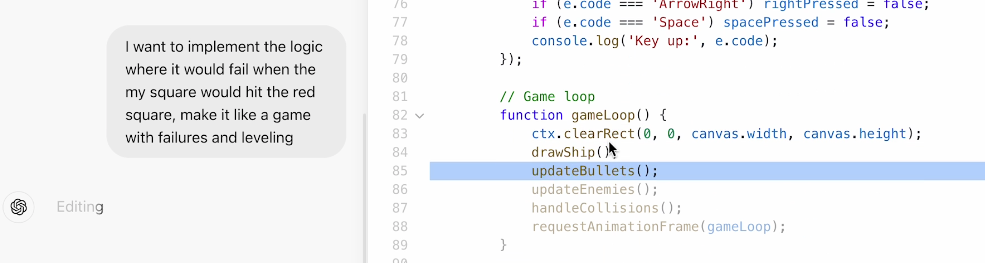 I want to implement the logic
where it would fail when the
my square would hit the red
square, make it like a game
with failures and leveling
Editing
76 if (e.code === 'ArrowRight') rightPressed = false;
77 if (e.code === 'Space') spacePressed = false;
78 console.log('Key up:', e.code);
79 });
80
81 // Game loop
82 function gameLoop() {
83 ctx.clearRect(0, 0, canvas.width, canvas.height);
84 drawShip();
85 updateBullets();
86 updateEnemies();
87 handleCollisions();
88 requestAnimationFrame(gameLoop);
89 }
90